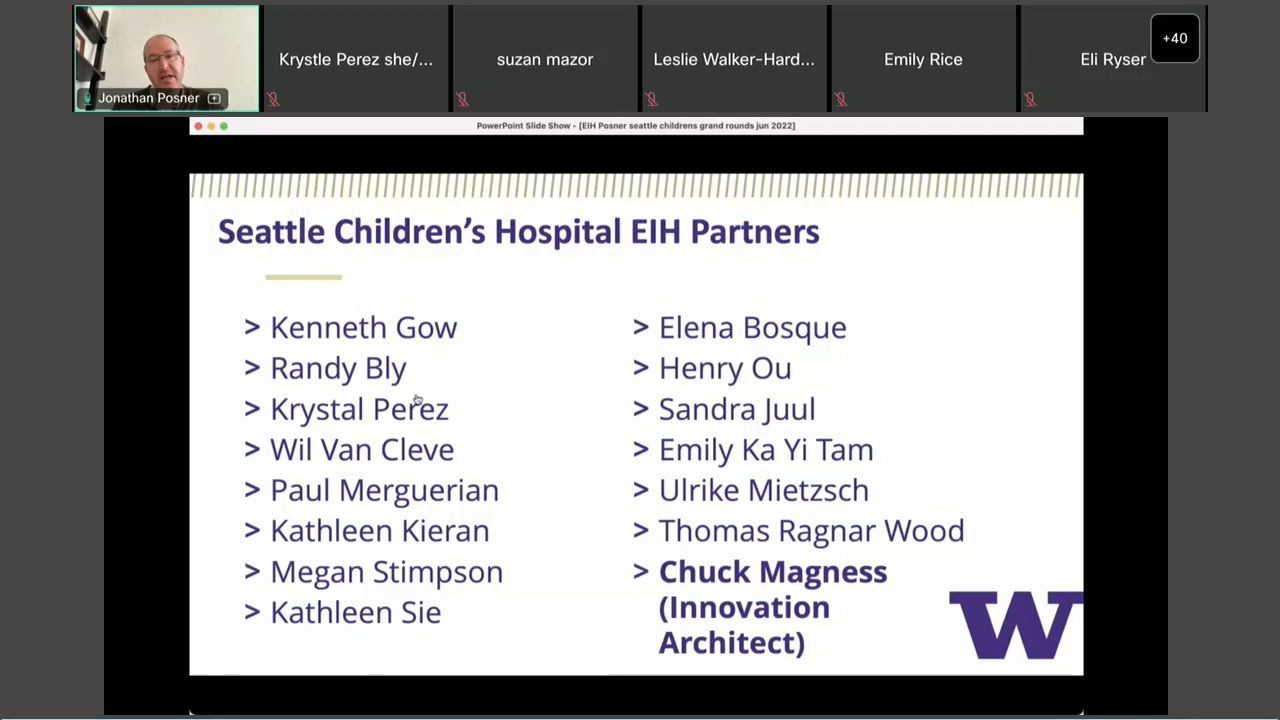 Jonathan Posner
Krystle Perez she/...
suzan mazor
Leslie Walker-Hard...
Emily Rice
Eli Ryser
+40
PowerPoint Slide Show - [EIH Posner seattle childrens grand rounds jun 2022]
Seattle Children's Hospital EIH Partners
> Kenneth Gow
> Randy Bly
> Krystal Perez
> Wil Van Cleve
> Paul Merguerian
> Kathleen Kieran
> Megan Stimpson
> Kathleen Sie
> Elena Bosque
> Henry Ou
> Sandra Juul
> Emily Ka Yi Tam
> Ulrike Mietzsch
> Thomas Ragnar Wood
> Chuck Magness
(Innovation
Architect)
W